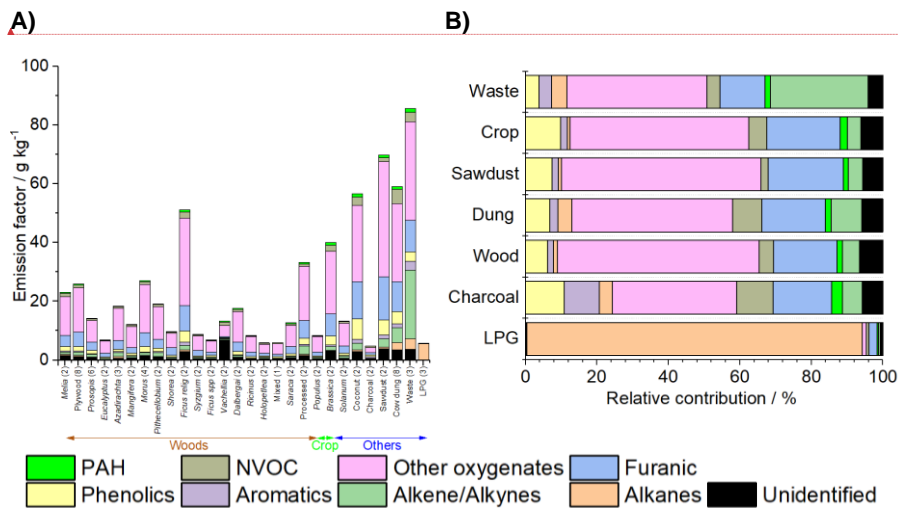 A)
B)
Emission factor / g kg-1
100
80
60
40
20
0
Melia (2)
Plywood (8)
Prosopis (6)
Eucalyptus (2)
Azadirachta (3)
Mangifera (2)
Morus (4)
Pithecellobium (2)
Shorea (2)
Ficus relig (2)
Syzgium (2)
Ficus spp (2)
Vachellia (2)
Dalbergai (2)
Ricinus (2)
Holoptelea (2)
Mixed (1)
Saraca (2)
Processed (2)
Populus (2)
Brassica (2)
Solanum (2)
Coconut (2)
Charcoal (2)
Sawdust (2)
Cow dung (8)
Waste (3)
LPG (3)
Woods
Crop
Others
Waste
Crop
Sawdust
Dung
Wood
Charcoal
LPG
0 20 40 60 80 100
Relative contribution / %
PAH NVOC Other oxygenates Furanic
Phenolics Aromatics Alkene/Alkynes Alkanes Unidentified